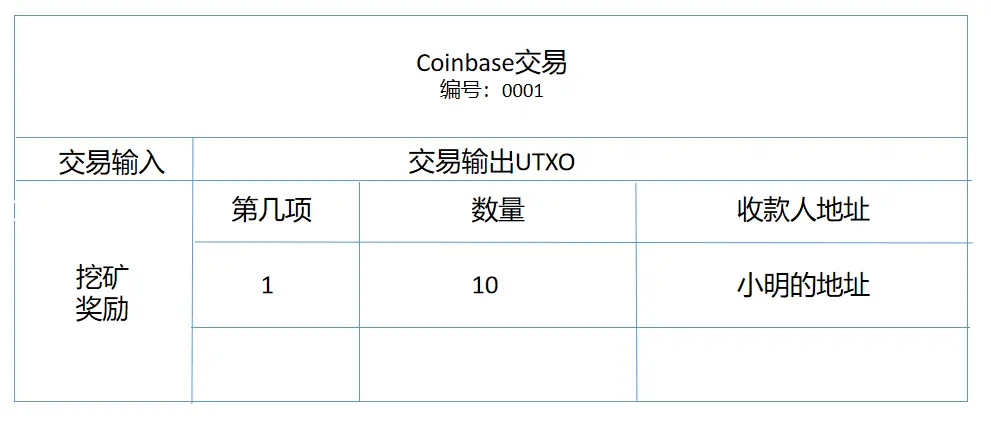 Coinbase交易
编号：0001
交易输入
交易输出UTXO
第几项
数量
收款人地址
挖矿
奖励
1
10
小明的地址